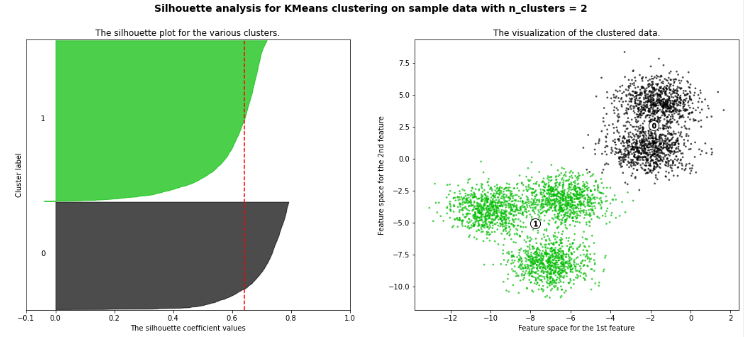 Silhouette analysis for KMeans clustering on sample data with n_clusters = 2
The silhouette plot for the various clusters.
Cluster label
1
0
−0.1 0.0 0.2 0.4 0.6 0.8 1.0
The silhouette coefficient values
The visualization of the clustered data.
Feature space for the 2nd feature
7.5
5.0
2.5
0.0
−2.5
−5.0
−7.5
−10.0
0
1
−12 −10 −8 −6 −4 −2 0 2
Feature space for the 1st feature